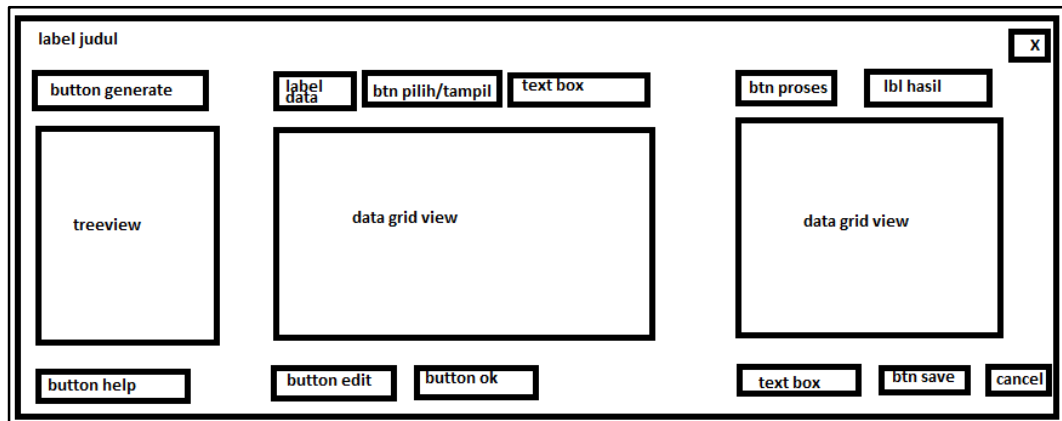 label judul
X
button generate
label
data
btn pilih/tampil
text box
btn proses
lbl hasil
treeview
data grid view
data grid view
button help
button edit
button ok
text box
btn save
cancel